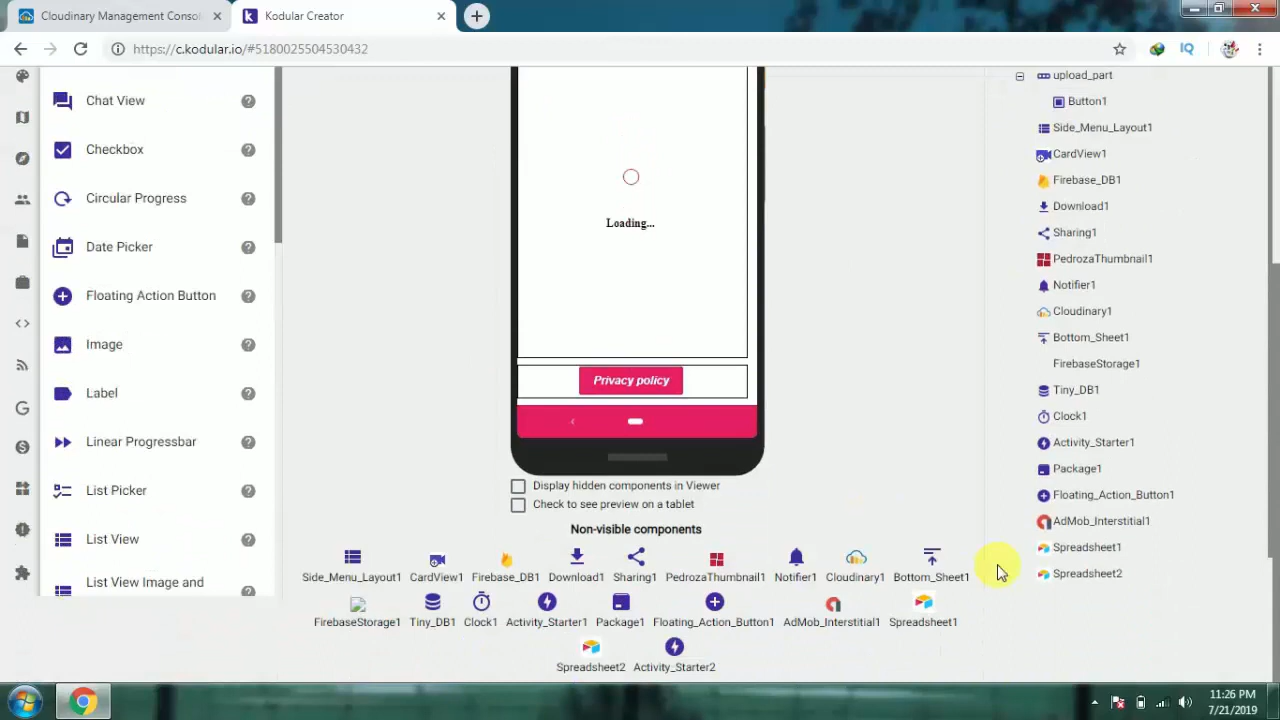 Cloudinary Management Conso
Kodular Creator
https://c.kodular.io/#5180025504530432
IQ
Chat View
Checkbox
Circular Progress
Date Picker
Floating Action Button
Image
Label
Linear Progressbar
List Picker
List View
List View Image and
Loading...
Privacy policy
Display hidden components in Viewer
Check to see preview on a tablet
Non-visible components
Side_Menu_Layout1 CardView1 Firebase_DB1 Download1 Sharing1 PedrozaThumbnail1 Notifier1 Cloudinary1 Bottom_Sheet1
FirebaseStorage1 Tiny_DB1 Clock1 Activity_Starter1 Package1 Floating_Action_Button1 AdMob_Interstitial1 Spreadsheet1
Spreadsheet2 Activity_Starter2
upload_part
Button1
Side_Menu_Layout1
CardView1
Firebase_DB1
Download1
Sharing1
PedrozaThumbnail1
Notifier1
Cloudinary1
Bottom_Sheet1
FirebaseStorage1
Tiny_DB1
Clock1
Activity_Starter1
Package1
Floating_Action_Button1
AdMob_Interstitial1
Spreadsheet1
Spreadsheet2
11:26 PM
7/21/2019